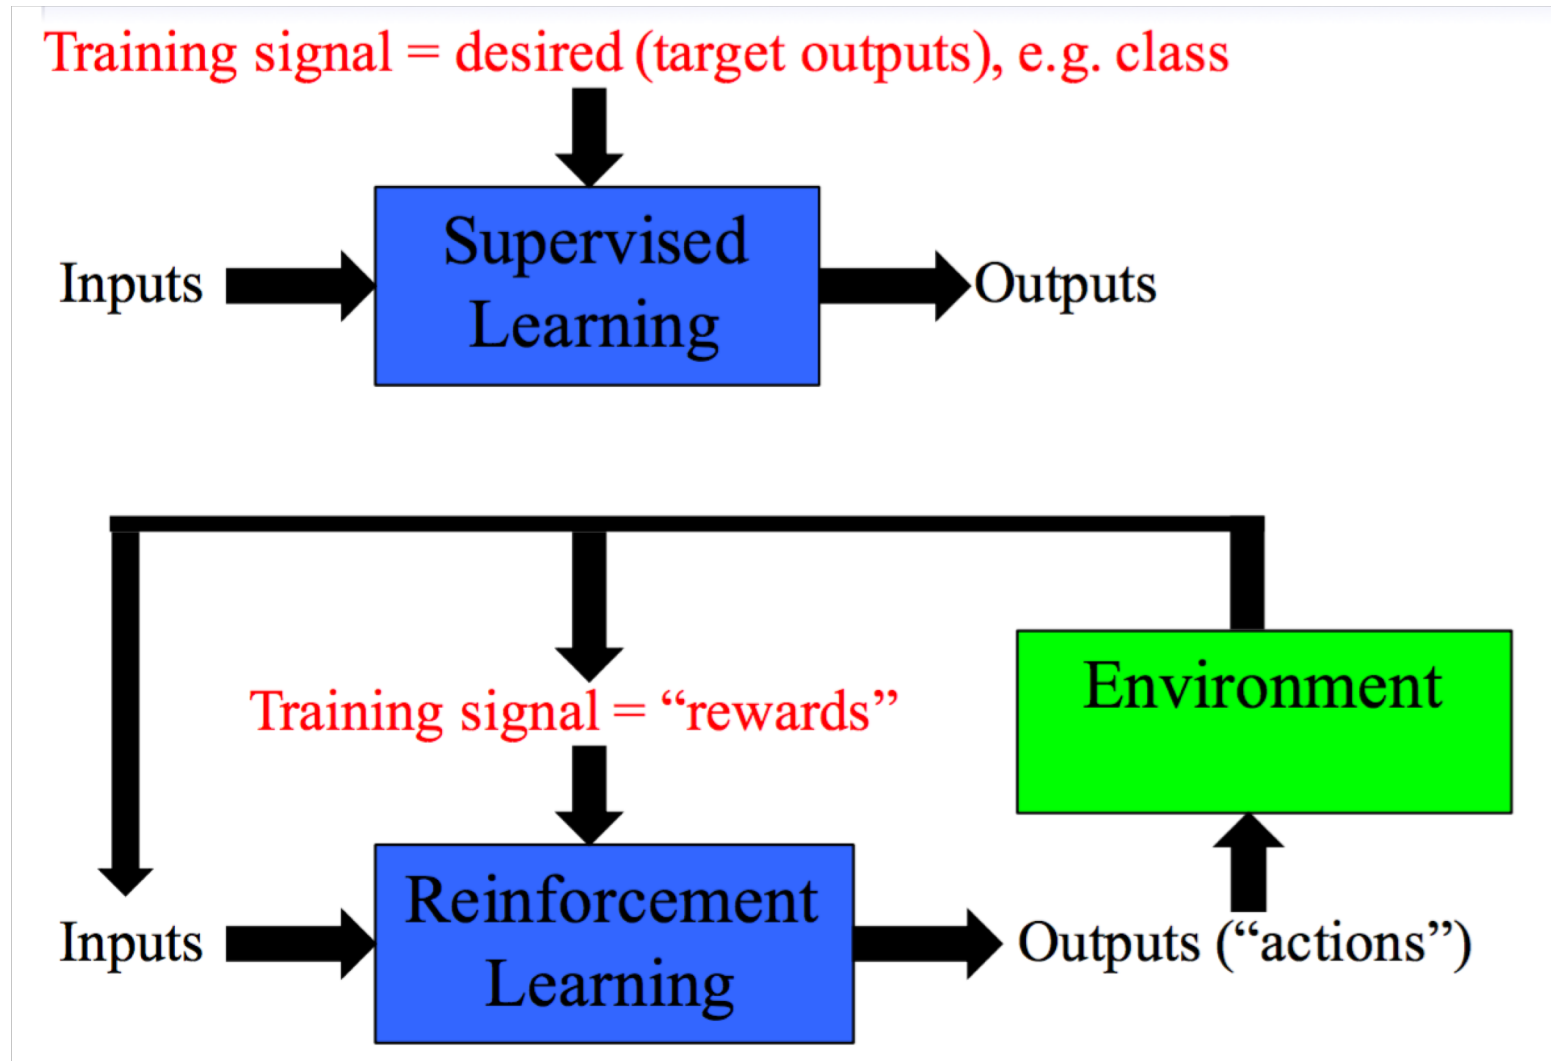 Training signal = desired (target outputs), e.g. class
Supervised
Learning
Inputs
Outputs
Environment
Training signal = “rewards”
Reinforcement
Learning
Inputs
Outputs (“actions”)